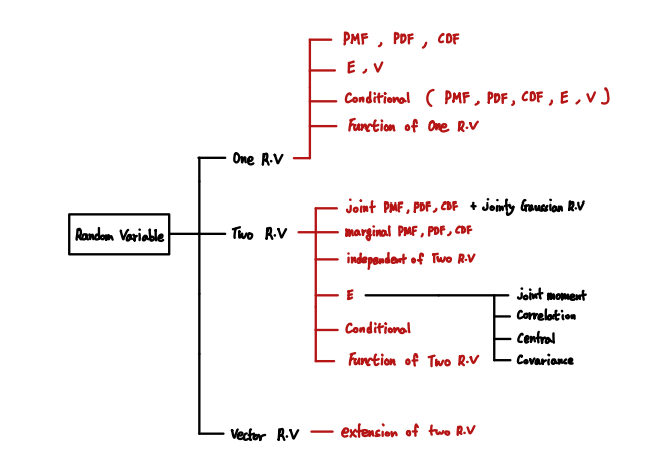 PMF, PDF, CDF
E, V
Conditional (PMF, PDF, CDF, E, V)
Function of One R.V
One R.V
Random Variable
Two R.V
joint PMF, PDF, CDF + Jointy Gaussian R.V
marginal PMF, PDF, CDF
independent of Two R.V
E
joint moment
Correlation
Central
Covariance
Conditional
Function of Two R.V
Vector R.V
extension of two R.V